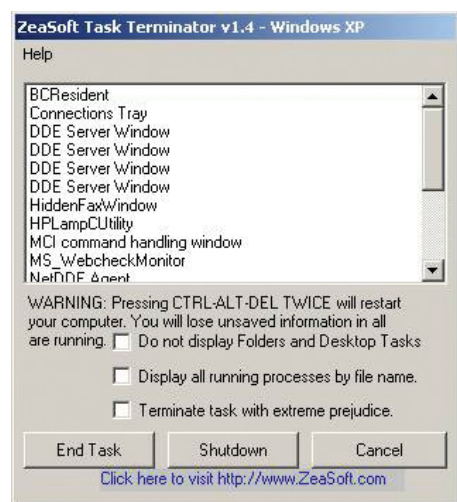 ZeaSoft Task Terminator v1.4 - Windows XP
Help
BCResident
Connections Tray
DDE Server Window
DDE Server Window
DDE Server Window
DDE Server Window
HiddenFaxWindow
HPLampCUtility
MCI command handling window
MS_WebcheckMonitor
NetDDE Agent
WARNING: Pressing CTRL-ALT-DEL TWICE will restart
your computer. You will lose unsaved information in all
are running. Do not display Folders and Desktop Tasks
Display all running processes by file name.
Terminate task with extreme prejudice.
End Task Shutdown Cancel
Click here to visit http://www.ZeaSoft.com